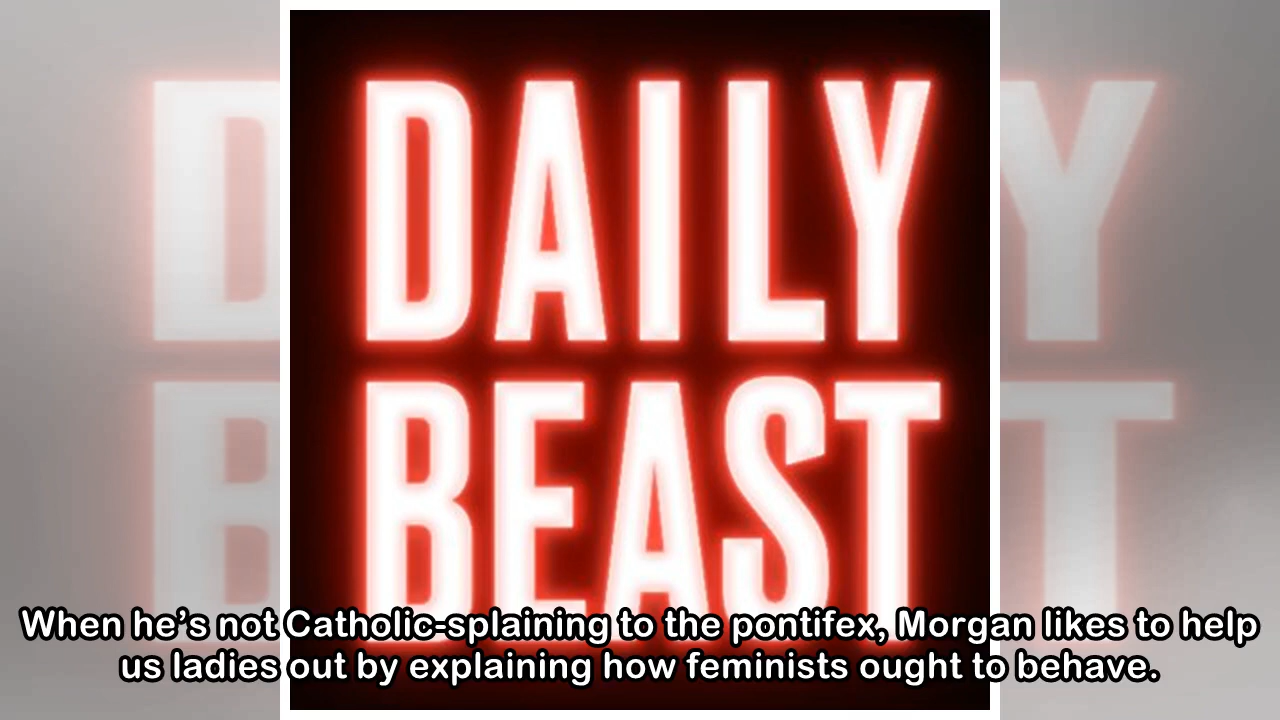 DAILY
BEAST
When he’s not Catholic-splaining to the pontifex, Morgan likes to help
us ladies out by explaining how feminists ought to behave.